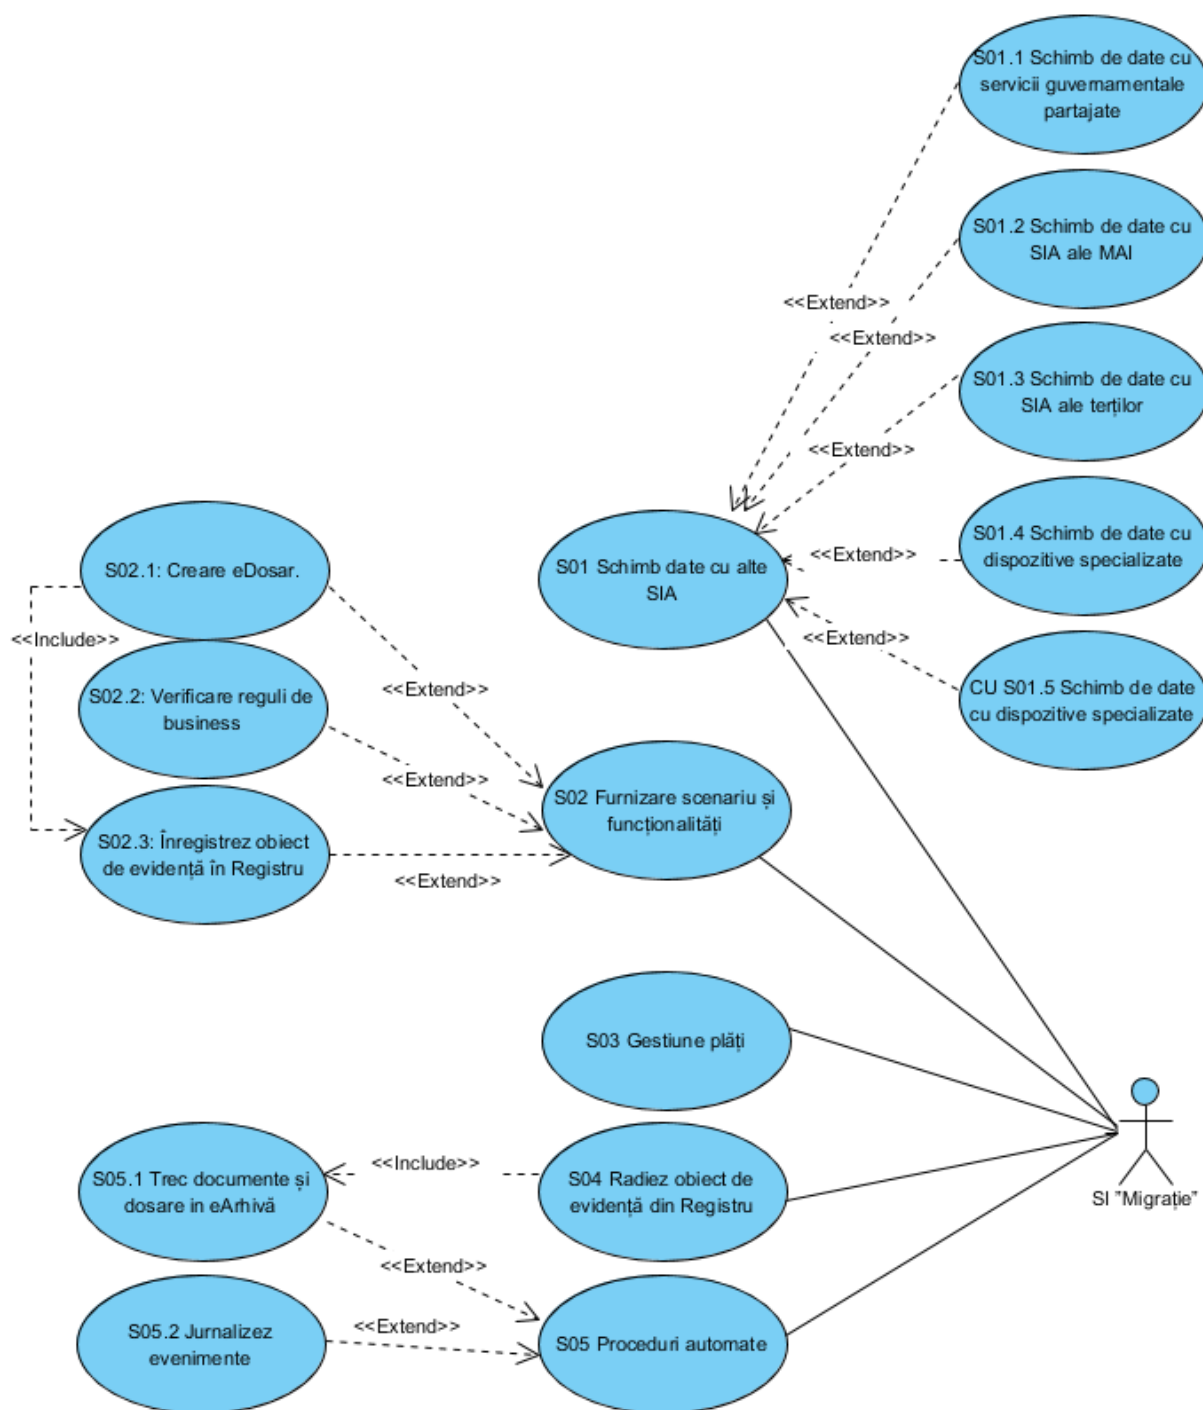 S01.1 Schimb de date cu
servicii guvernamentale
partajate
S01.2 Schimb de date cu
SIA ale MAI
<<Extend>>
<<Extend>>
S01.3 Schimb de date cu
SIA ale terților
<<Extend>>
S01.4 Schimb de date cu
dispozitive specializate
<<Extend>>
S01 Schimb date cu alte
SIA
<<Extend>>
CU S01.5 Schimb de date
cu dispozitive specializate
S02.1: Creare eDosar.
<<Include>>
S02.2: Verificare reguli de
business
<<Extend>>
<<Extend>>
S02 Furnizare scenariu și
funcționalități
S02.3: Înregistrez obiect
de evidență în Registru
<<Extend>>
S03 Gestiune plăți
S05.1 Trec documente și
dosare in eArhivă
<<Include>>
S04 Radiez obiect de
evidență din Registru
SI "Migrație"
<<Extend>>
S05.2 Jurnalizez
evenimente
<<Extend>>
S05 Proceduri automate